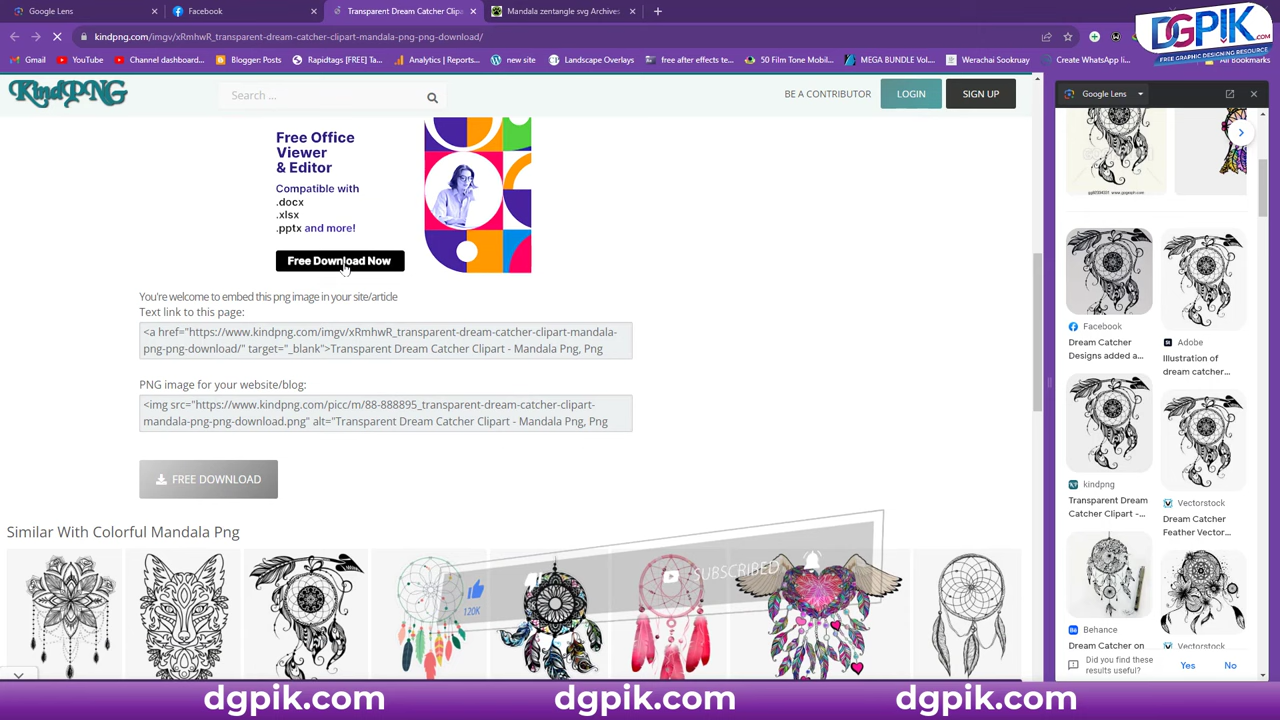 Google Lens
Facebook
Transparent Dream Catcher Clip
Mandala zentangle svg Archives
kindpng.com/imgv/xRmhwR_transparent-dream-catcher-clipart-mandala-png-png-download/
Gmail
YouTube
Channel dashboard...
Blogger: Posts
Rapidtags [FREE] Ta...
Analytics | Reports...
new site
Landscape Overlays
free after effects te...
50 Film Tone Mobil...
MEGA BUNDLE Vol...
Werachai Sookruay
Create WhatsApp li...
All Bookmarks
DGPIK.COM
FREE GRAPHIC DESIGNING RESOURCE
KindPNG
Search ...
BE A CONTRIBUTOR
LOGIN
SIGN UP
Free Office
Viewer
& Editor
Compatible with
.docx
.xlsx
.pptx and more!
Free Download Now
You're welcome to embed this png image in your site/article
Text link to this page:
<a href="https://www.kindpng.com/imgv/xRmhwR_transparent-dream-catcher-clipart-mandala-
png-png-download/" target="_blank">Transparent Dream Catcher Clipart - Mandala Png, Png
PNG image for your website/blog:
<img src="https://www.kindpng.com/picc/m/88-888895_transparent-dream-catcher-clipart-
mandala-png-png-download.png" alt="Transparent Dream Catcher Clipart - Mandala Png, Png
FREE DOWNLOAD
Similar With Colorful Mandala Png
120K
SUBSCRIBED
Google Lens
Facebook
Dream Catcher
Designs added a...
Adobe
Illustration of
dream catcher...
kindpng
Transparent Dream
Catcher Clipart -...
Vectorstock
Dream Catcher
Feather Vector...
Behance
Dream Catcher on
Vectorstock
Did you find these
results useful?
Yes
No
dgpik.com
dgpik.com
dgpik.com